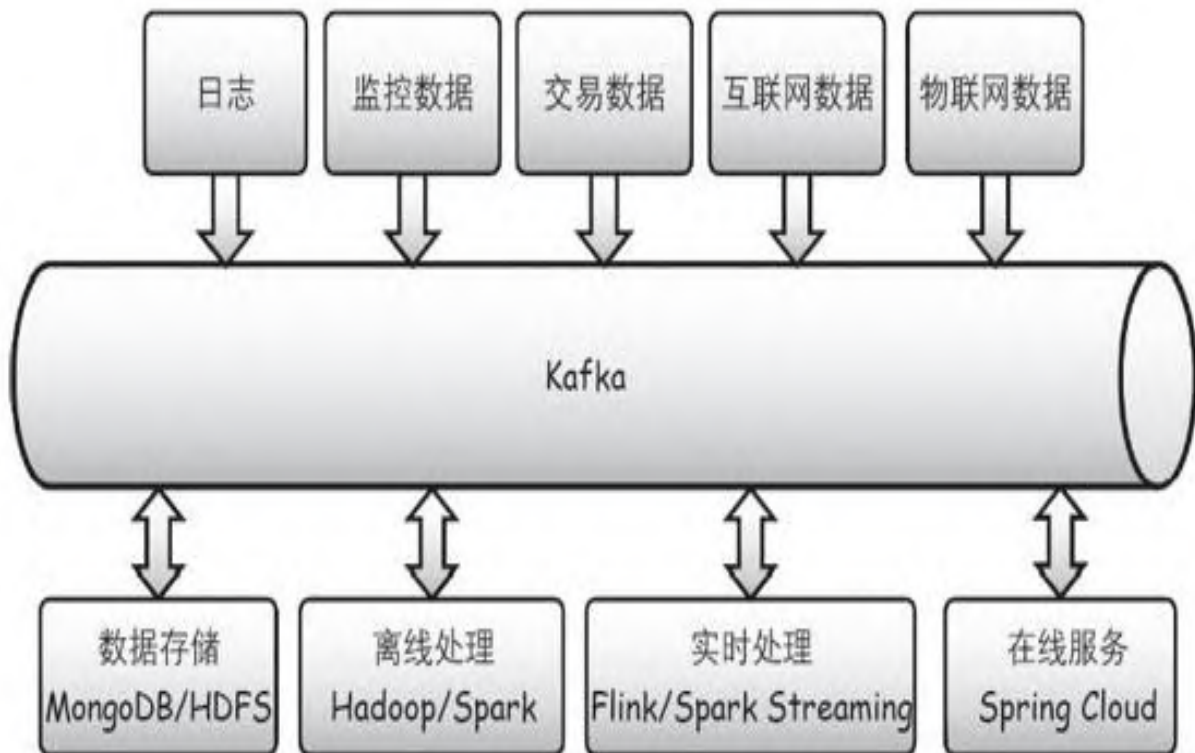 日志
监控数据
交易数据
互联网数据
物联网数据
Kafka
数据存储
MongoDB/HDFS
离线处理
Hadoop/Spark
实时处理
Flink/Spark Streaming
在线服务
Spring Cloud